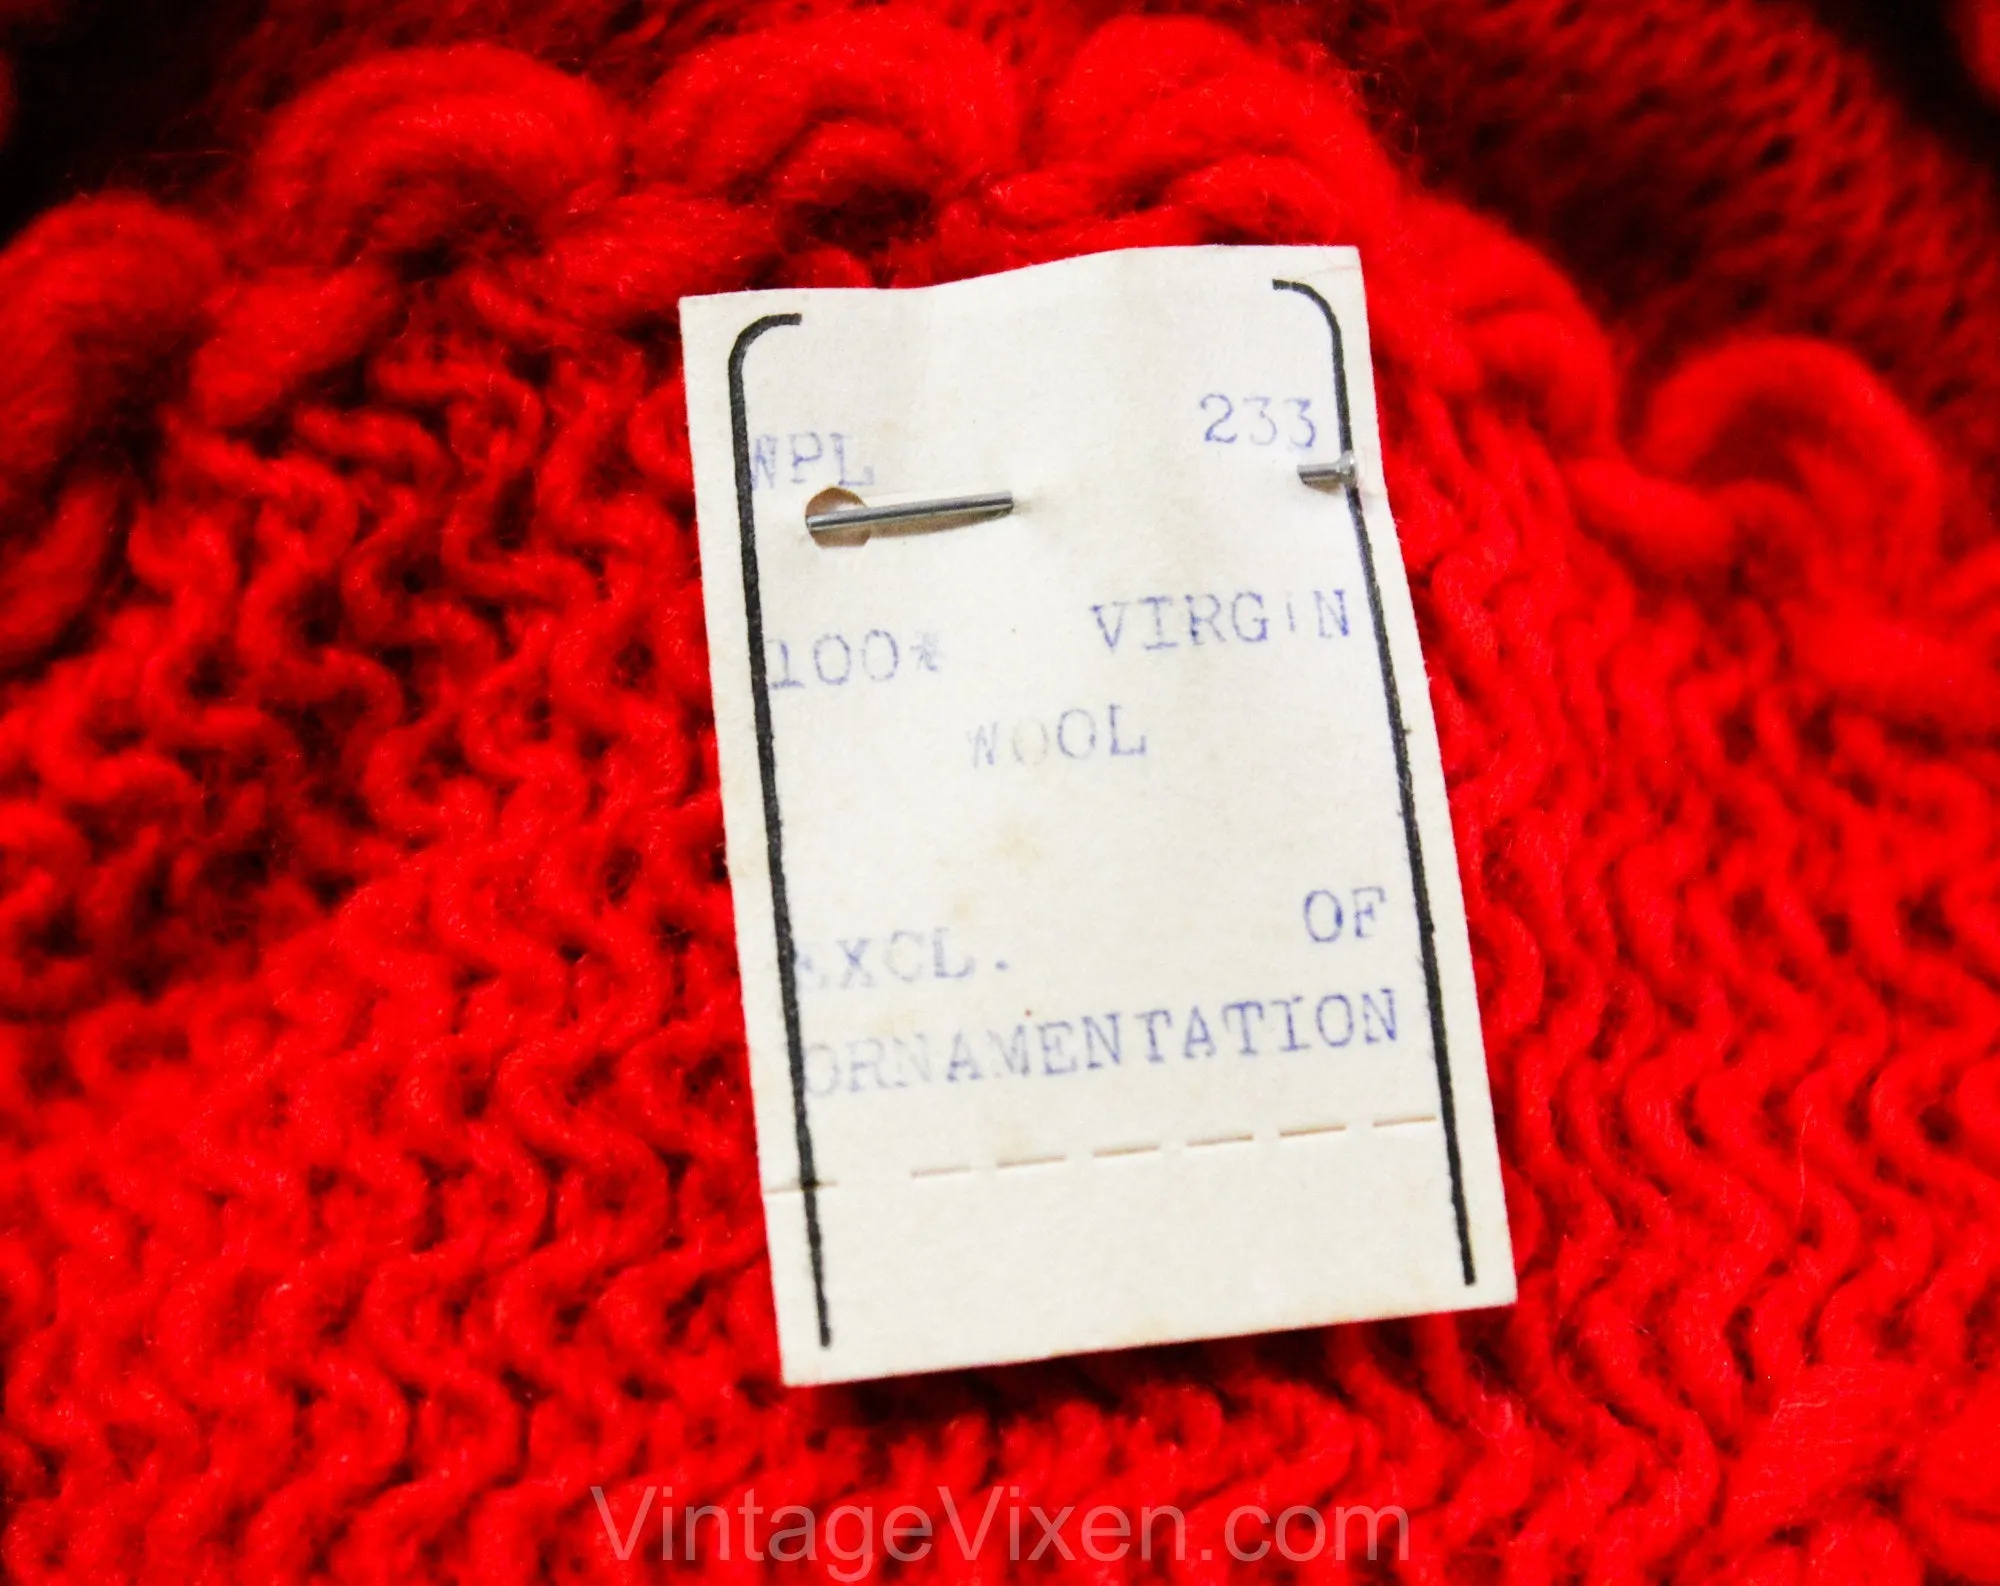 WPL 233
100* VIRGIN
WOOL
EXCL. OF
ORNAMENTATION
VintageVixen.com